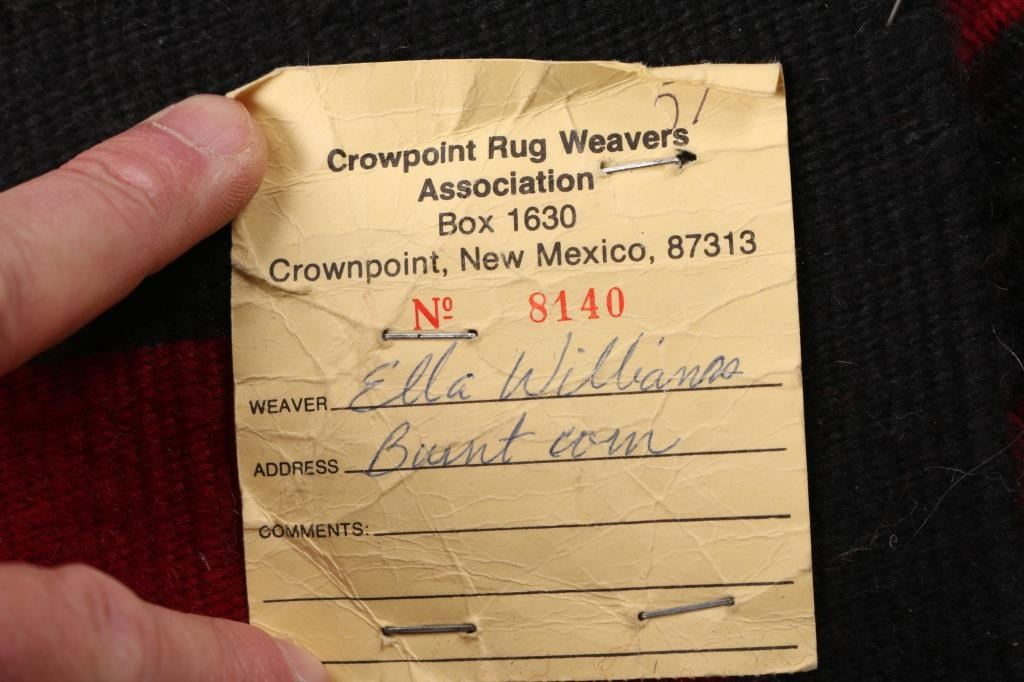 51
Crowpoint Rug Weavers
Association
Box 1630
Crownpoint, New Mexico, 87313
Nº 8140
WEAVER Ella Williams
ADDRESS Burnt corn
COMMENTS: